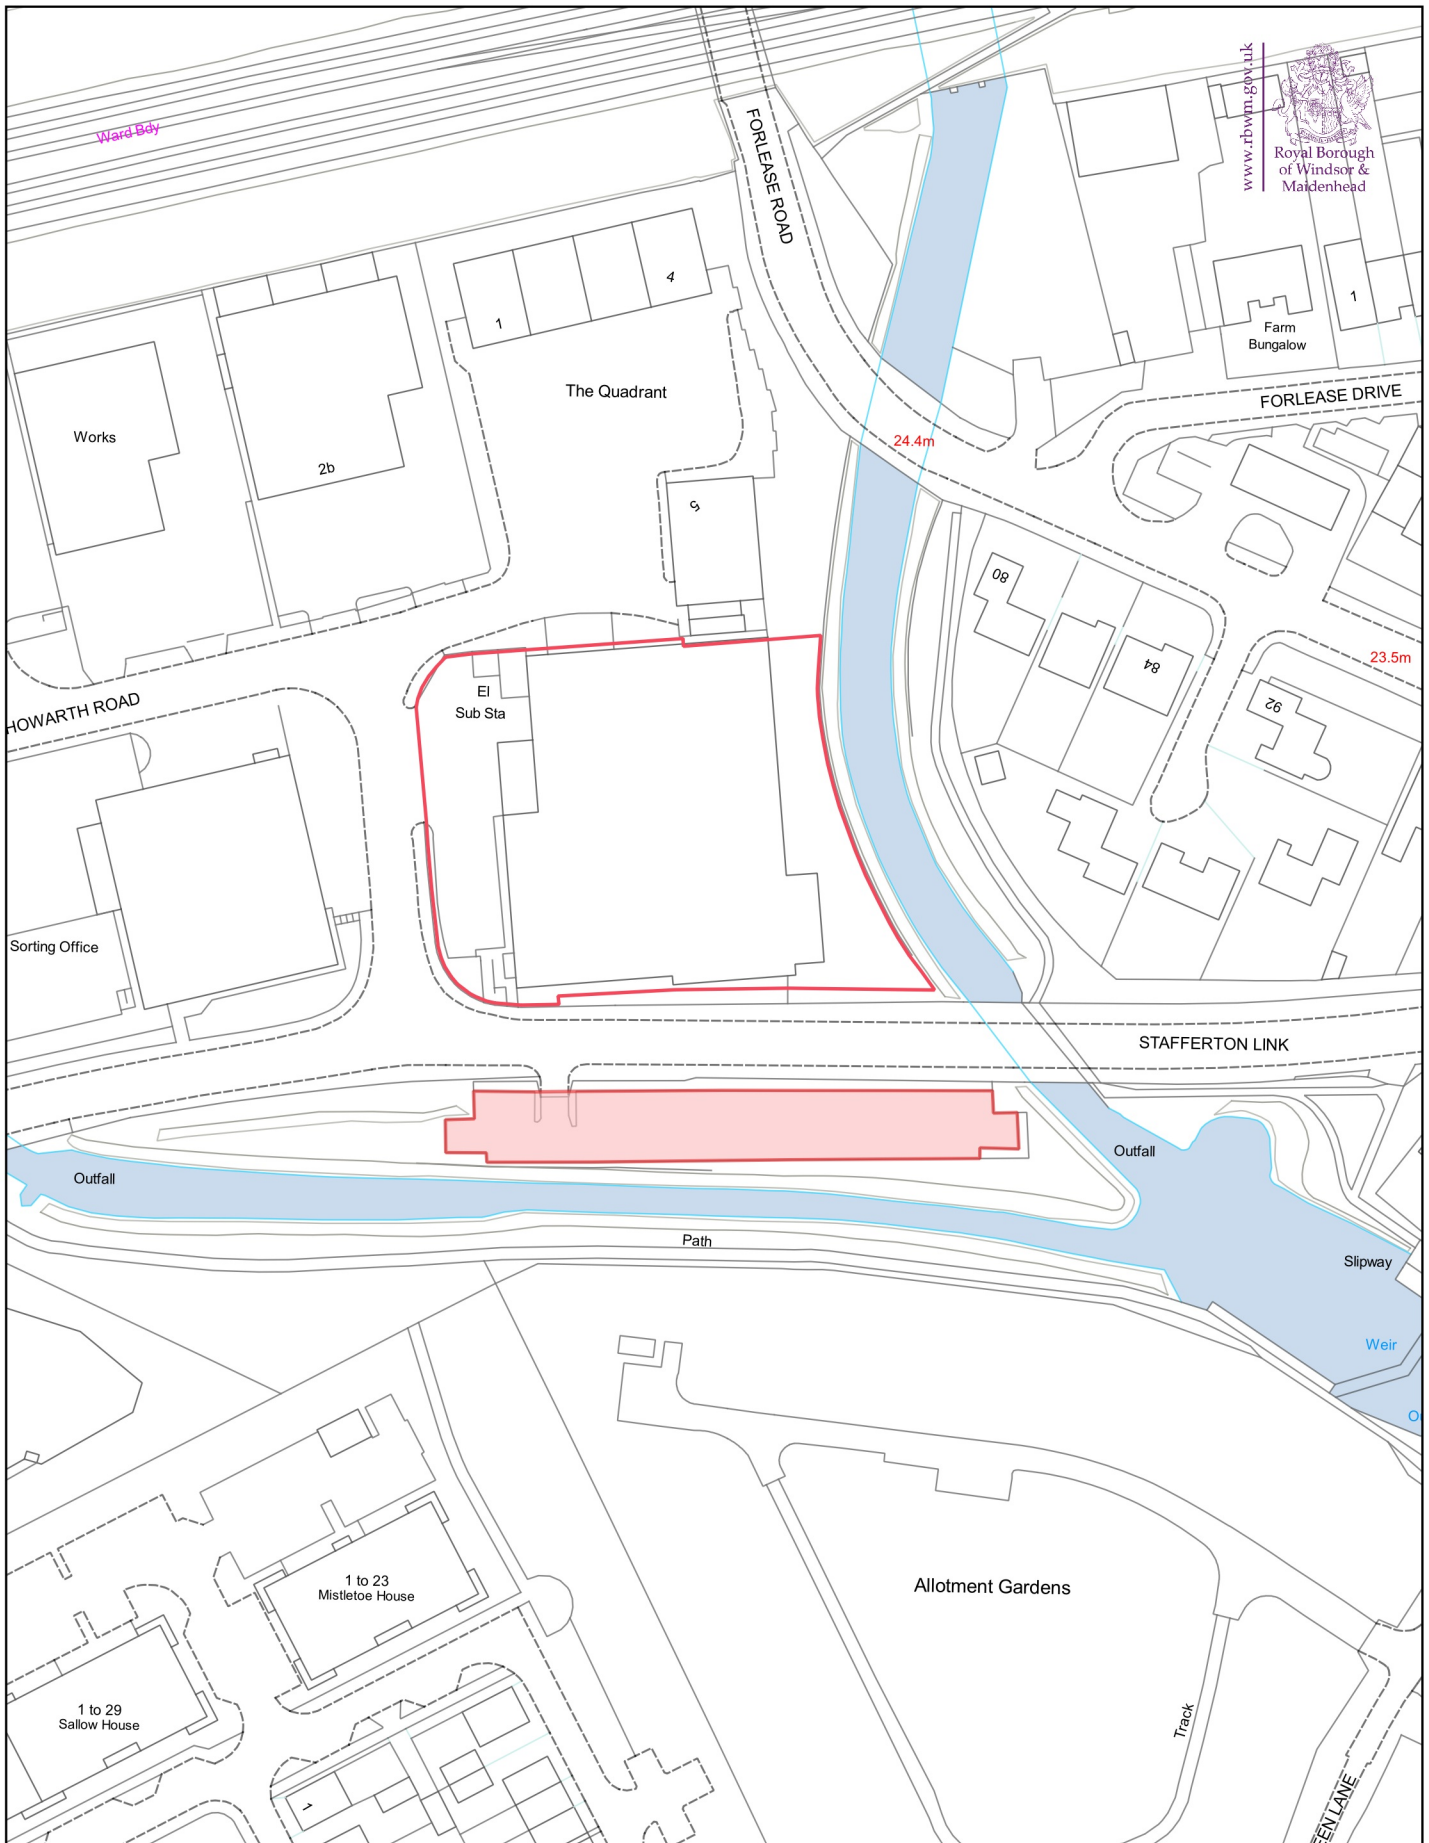 www.rbwm.gov.uk
Royal Borough
of Windsor &
Maidenhead
Ward Bdy
FORLEASE ROAD
4
1
1
Farm
Bungalow
The Quadrant
FORLEASE DRIVE
Works
24.4m
2b
5
80
84
23.5m
El
Sub Sta
92
HOWARTH ROAD
Sorting Office
STAFFERTON LINK
Outfall
Outfall
Path
Slipway
Weir
1 to 23
Mistletoe House
Allotment Gardens
1 to 29
Sallow House
Track
1